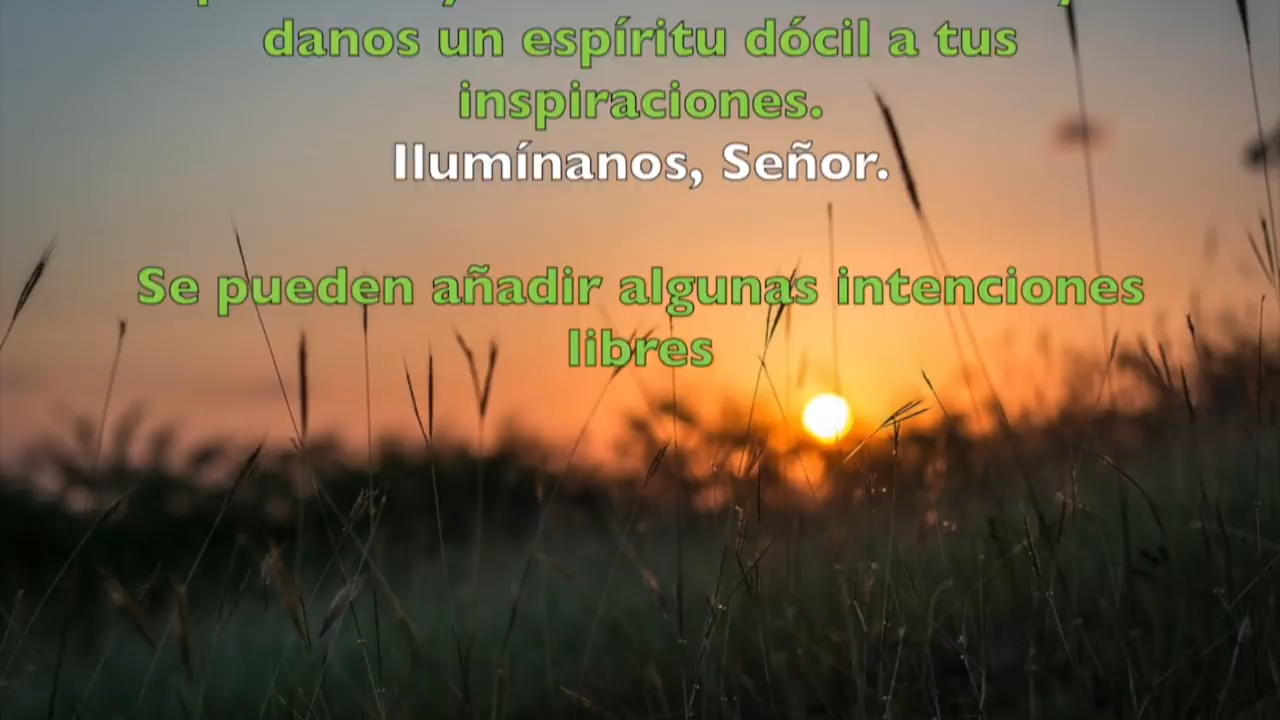 danos un espíritu dócil a tus
inspiraciones.
Ilumínanos, Señor.
Se pueden añadir algunas intenciones
libres